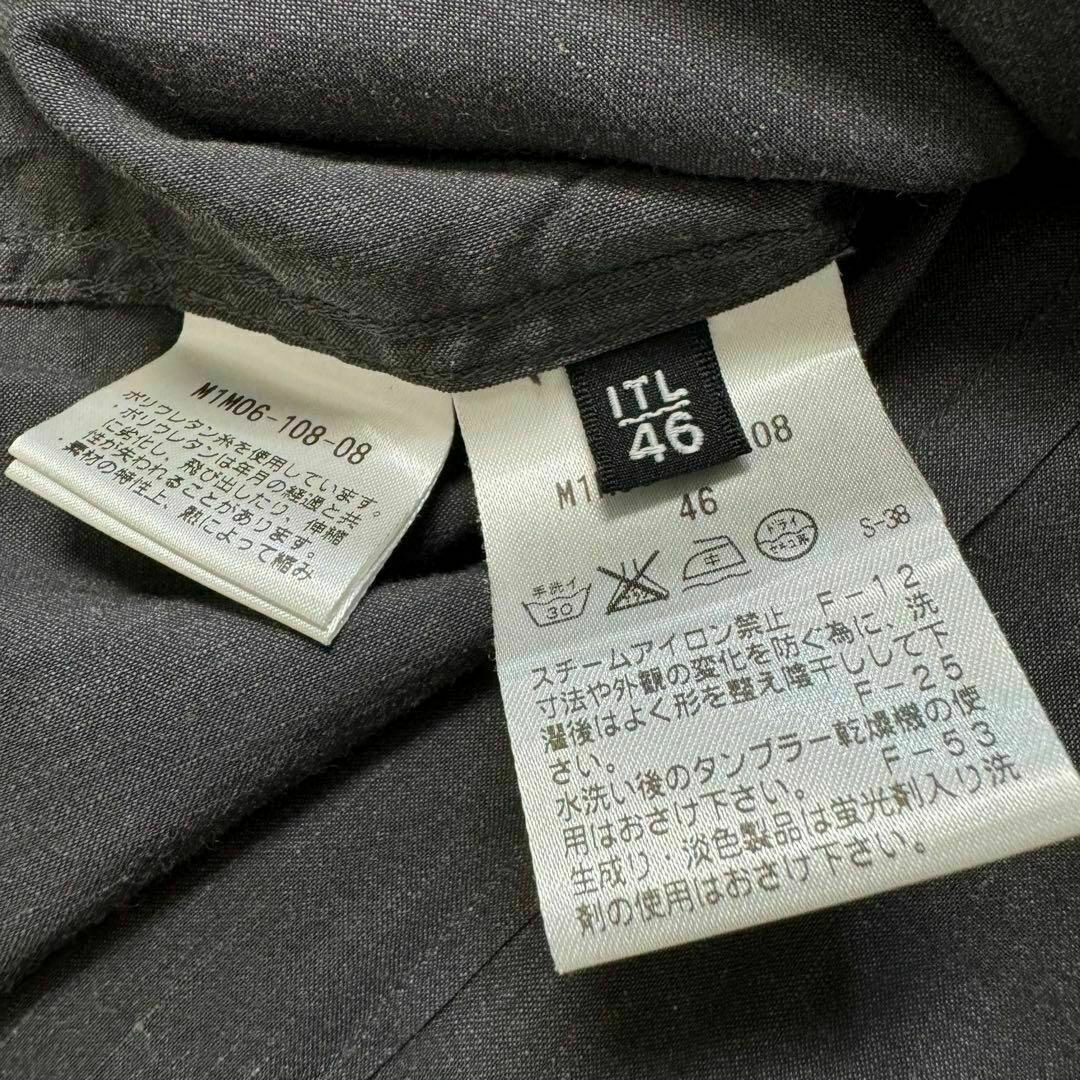 M1M06-108-08
ポリウレタン糸を使用しています。
・ポリウレタンは年月の経過と共
に劣化し、飛び出したり、伸縮
性が失われることがあります。
・素材の特性上、熱によって縮み
ITL
46
M1
08
46
手洗イ
30
中
ドライ
セキユ系
S-38
スチームアイロン禁止 F-12
寸法や外観の変化を防ぐ為に、洗
濯後はよく形を整え陰干しして下
さい。 F-25
水洗い後のタンブラー乾燥機の使
用はおさけ下さい。 F-53
生成り・淡色製品は蛍光剤入り洗
剤の使用はおさけ下さい。